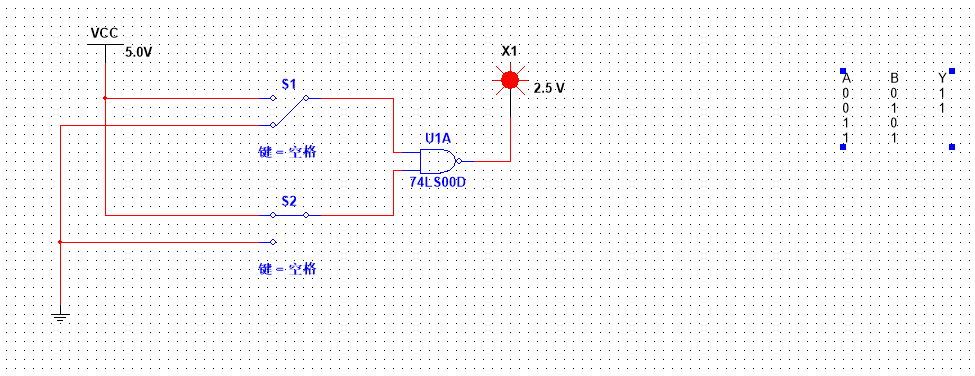 VCC
5.0V
S1
键 = 空格
S2
键 = 空格
U1A
74LS00D
X1
2.5 V
A B Y
0 0 1
0 1 1
1 0
1 1